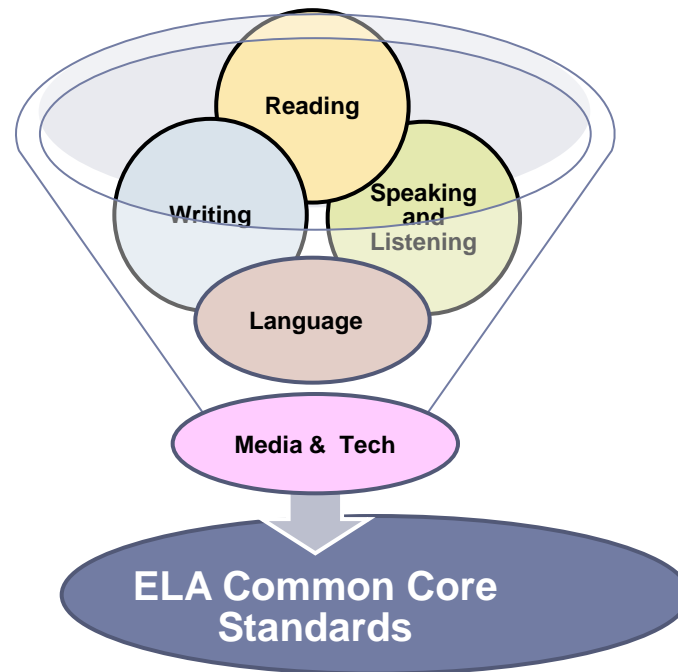 Reading
Writing
Speaking
and
Listening
Language
Media & Tech
ELA Common Core
Standards